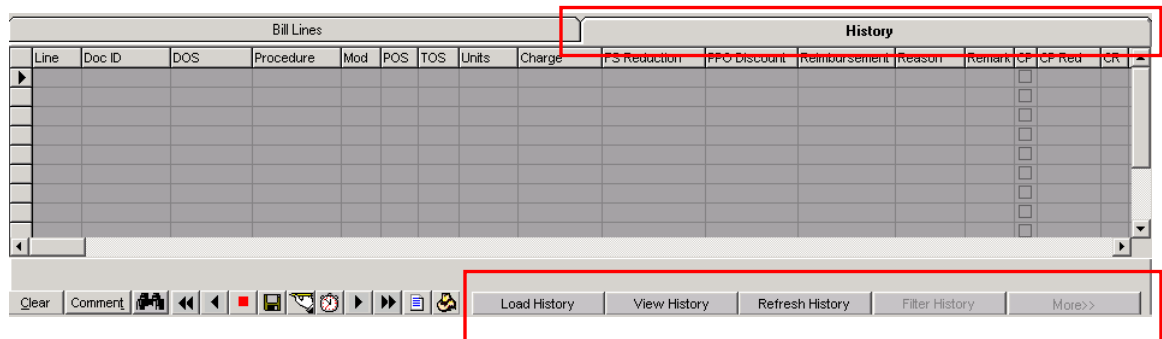 Bill Lines History
Line Doc ID DOS Procedure Mod POS TOS Units Charge FS Reduction PPO Discount Reimbursement Reason Remark CP CP Red CR
Clear Comment Load History View History Refresh History Filter History More>>